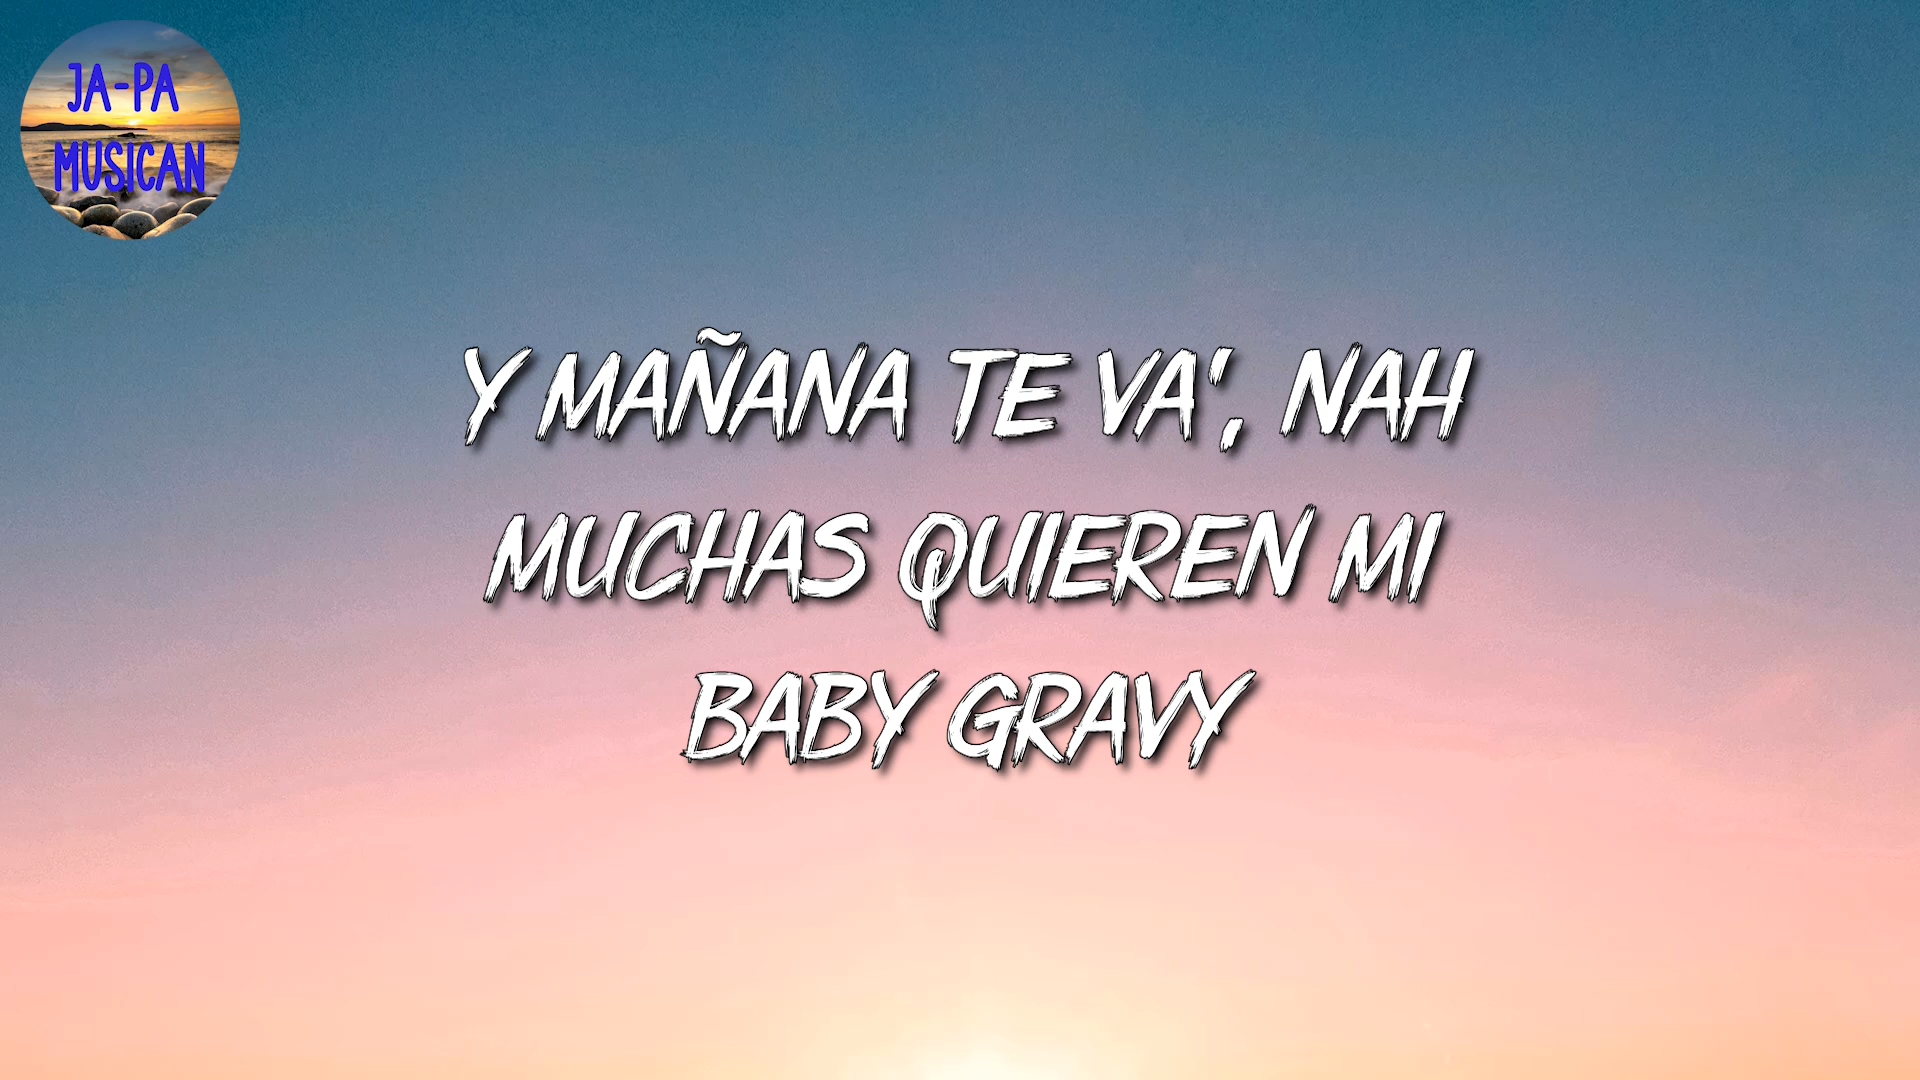 JA-PA
MUSICAN
Y MAÑANA TE VA', NAH
MUCHAS QUIEREN MI
BABY GRAVY